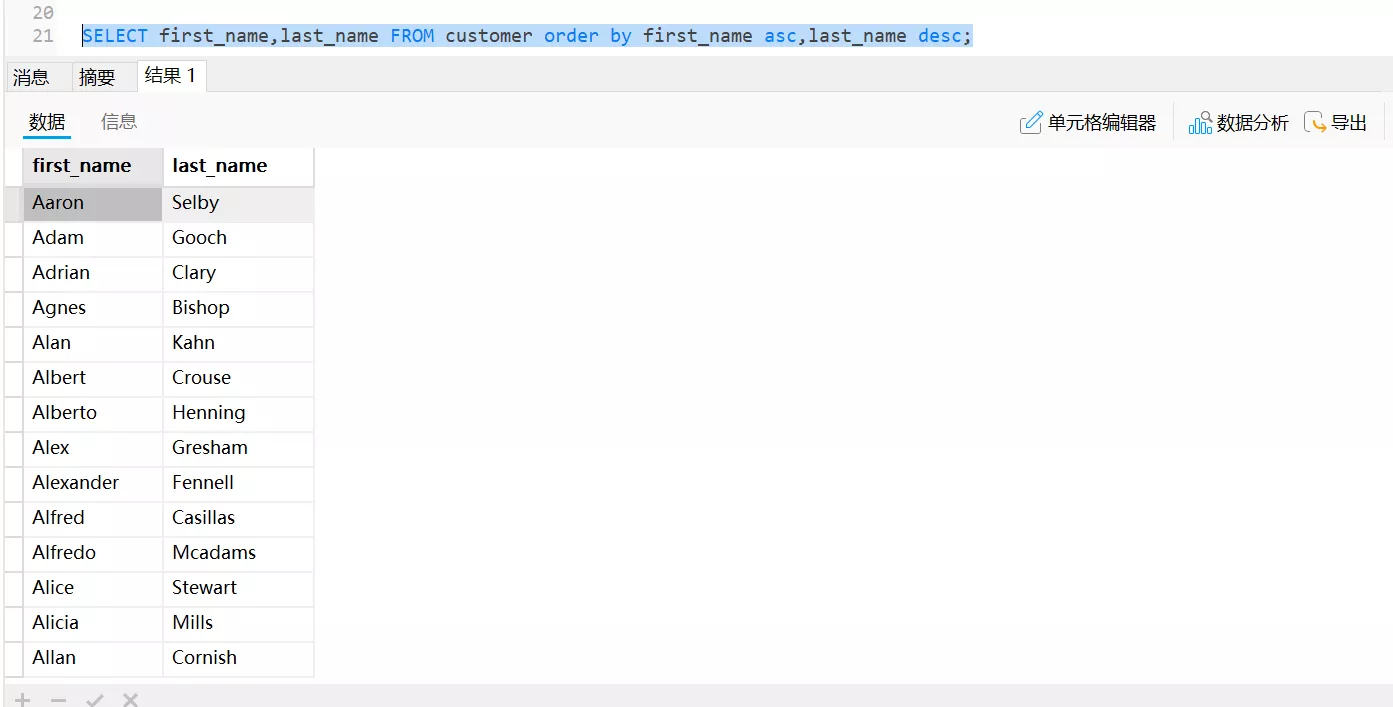 20
21 SELECT first_name,last_name FROM customer order by first_name asc,last_name desc;
消息 摘要 结果 1
数据 信息 单元格编辑器 数据分析 导出
first_name last_name
Aaron Selby
Adam Gooch
Adrian Clary
Agnes Bishop
Alan Kahn
Albert Crouse
Alberto Henning
Alex Gresham
Alexander Fennell
Alfred Casillas
Alfredo Mcadams
Alice Stewart
Alicia Mills
Allan Cornish